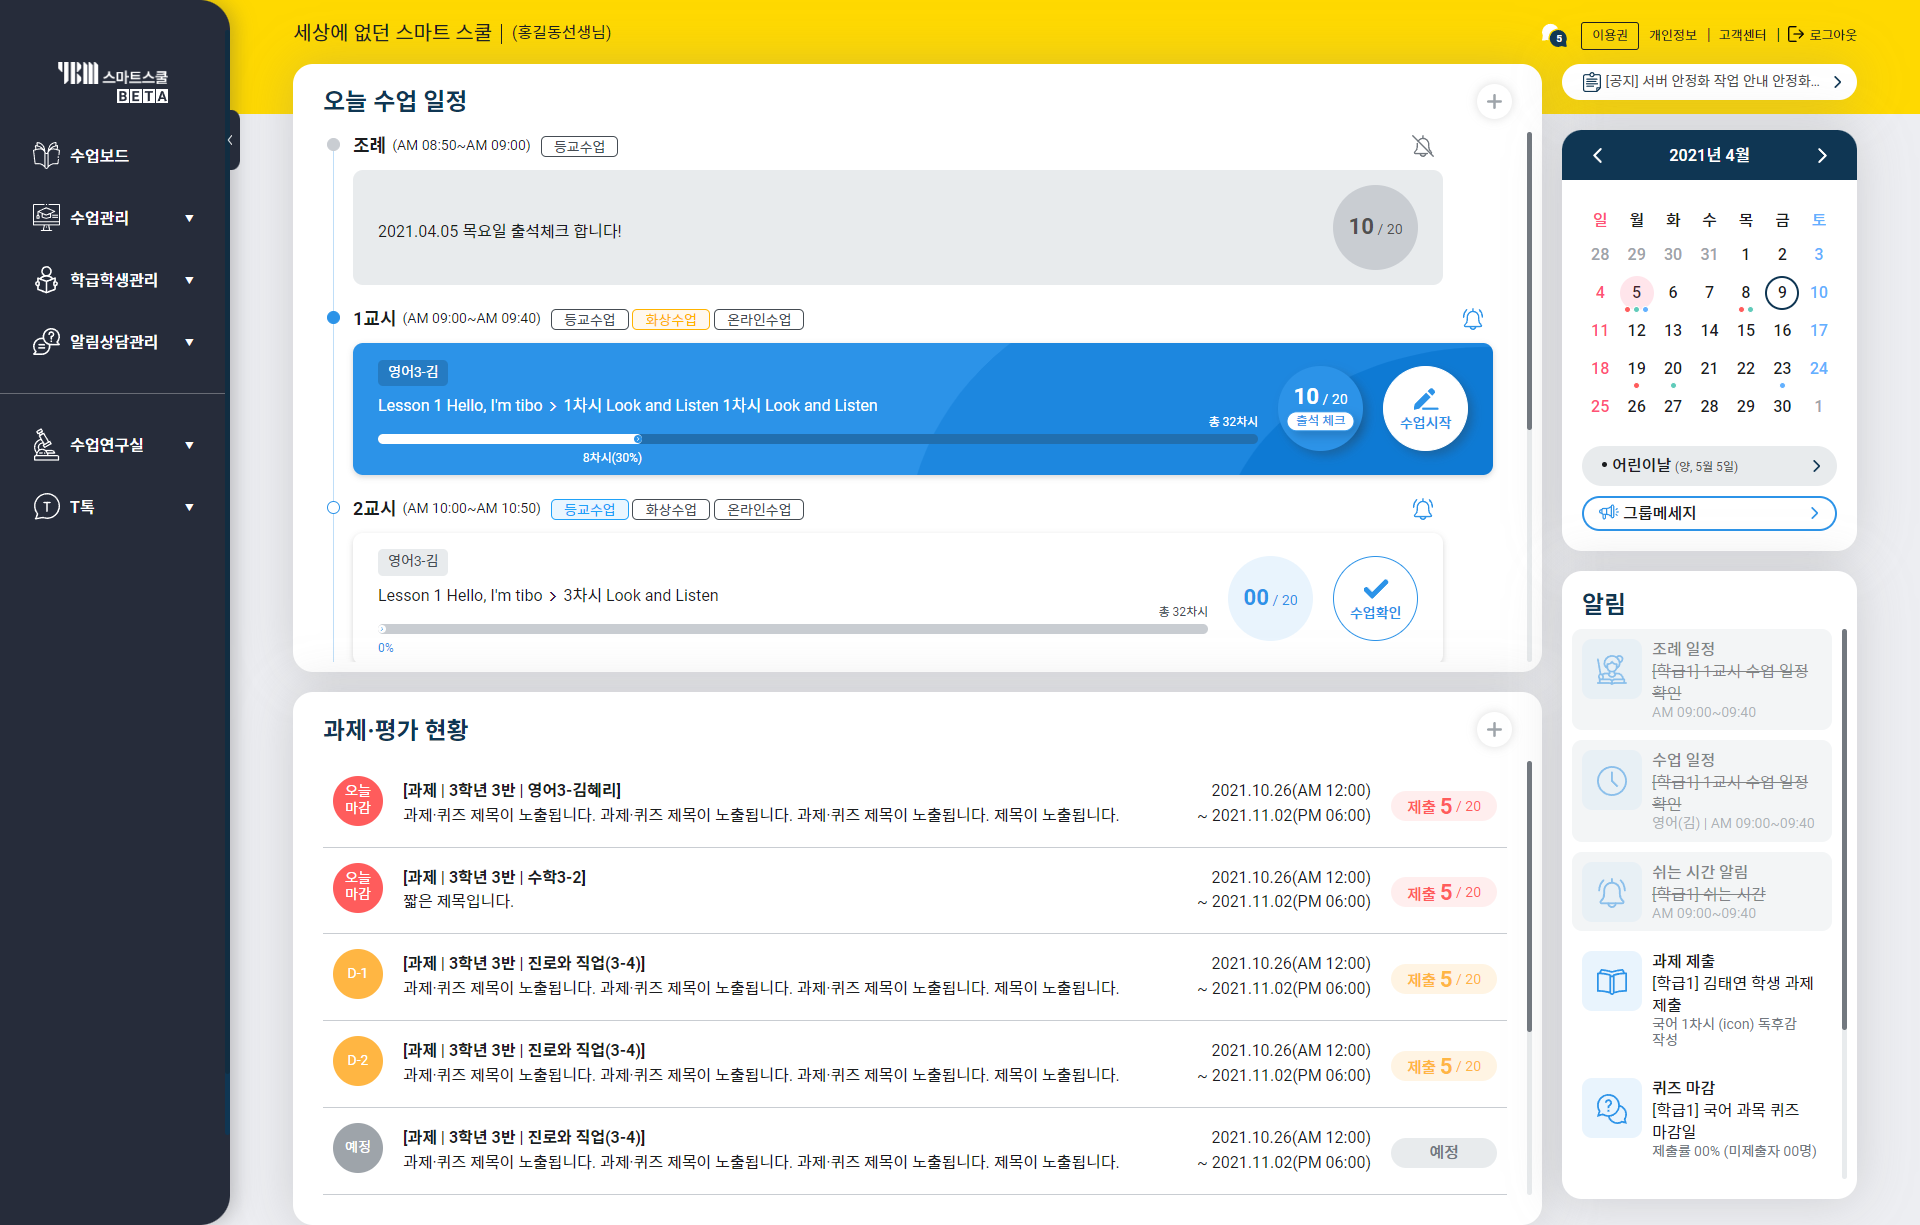 YBM 스마트스쿨
BETA
수업보드
수업관리 ▼
학급학생관리 ▼
알림상담관리 ▼
수업연구실 ▼
T톡 ▼
세상에 없던 스마트 스쿨 | (홍길동선생님)
5 이용권 개인정보 | 고객센터 | 로그아웃
[공지] 서버 안정화 작업 안내 안정화...
오늘 수업 일정
조례 (AM 08:50~AM 09:00) 등교수업
2021.04.05 목요일 출석체크 합니다!
10 / 20
1교시 (AM 09:00~AM 09:40) 등교수업 화상수업 온라인수업
영어3-김
Lesson 1 Hello, I'm tibo > 1차시 Look and Listen 1차시 Look and Listen
총 32차시
8차시(30%)
10 / 20
출석 체크
수업시작
2교시 (AM 10:00~AM 10:50) 등교수업 화상수업 온라인수업
영어3-김
Lesson 1 Hello, I'm tibo > 3차시 Look and Listen
총 32차시
0%
00 / 20
수업확인
과제·평가 현황
오늘
마감
[과제 | 3학년 3반 | 영어3-김혜리]
과제·퀴즈 제목이 노출됩니다. 과제·퀴즈 제목이 노출됩니다. 과제·퀴즈 제목이 노출됩니다. 제목이 노출됩니다.
2021.10.26(AM 12:00)
~ 2021.11.02(PM 06:00)
제출 5 / 20
오늘
마감
[과제 | 3학년 3반 | 수학3-2]
짧은 제목입니다.
2021.10.26(AM 12:00)
~ 2021.11.02(PM 06:00)
제출 5 / 20
D-1
[과제 | 3학년 3반 | 진로와 직업(3-4)]
과제·퀴즈 제목이 노출됩니다. 과제·퀴즈 제목이 노출됩니다. 과제·퀴즈 제목이 노출됩니다. 제목이 노출됩니다.
2021.10.26(AM 12:00)
~ 2021.11.02(PM 06:00)
제출 5 / 20
D-2
[과제 | 3학년 3반 | 진로와 직업(3-4)]
과제·퀴즈 제목이 노출됩니다. 과제·퀴즈 제목이 노출됩니다. 과제·퀴즈 제목이 노출됩니다. 제목이 노출됩니다.
2021.10.26(AM 12:00)
~ 2021.11.02(PM 06:00)
제출 5 / 20
예정
[과제 | 3학년 3반 | 진로와 직업(3-4)]
과제·퀴즈 제목이 노출됩니다. 과제·퀴즈 제목이 노출됩니다. 과제·퀴즈 제목이 노출됩니다. 제목이 노출됩니다.
2021.10.26(AM 12:00)
~ 2021.11.02(PM 06:00)
예정
2021년 4월
일 월 화 수 목 금 토
28 29 30 31 1 2 3
4 5 6 7 8 9 10
11 12 13 14 15 16 17
18 19 20 21 22 23 24
25 26 27 28 29 30 1
• 어린이날 (양, 5월 5일)
그룹메세지
알림
조례 일정
[학급1] 1교시 수업 일정
확인
AM 09:00~09:40
수업 일정
[학급1] 1교시 수업 일정
확인
영어(김) | AM 09:00~09:40
쉬는 시간 알림
[학급1] 쉬는 시간
AM 09:00~09:40
과제 제출
[학급1] 김태연 학생 과제
제출
국어 1차시 (icon) 독후감
작성
퀴즈 마감
[학급1] 국어 과목 퀴즈
마감일
제출률 00% (미제출자 00명)